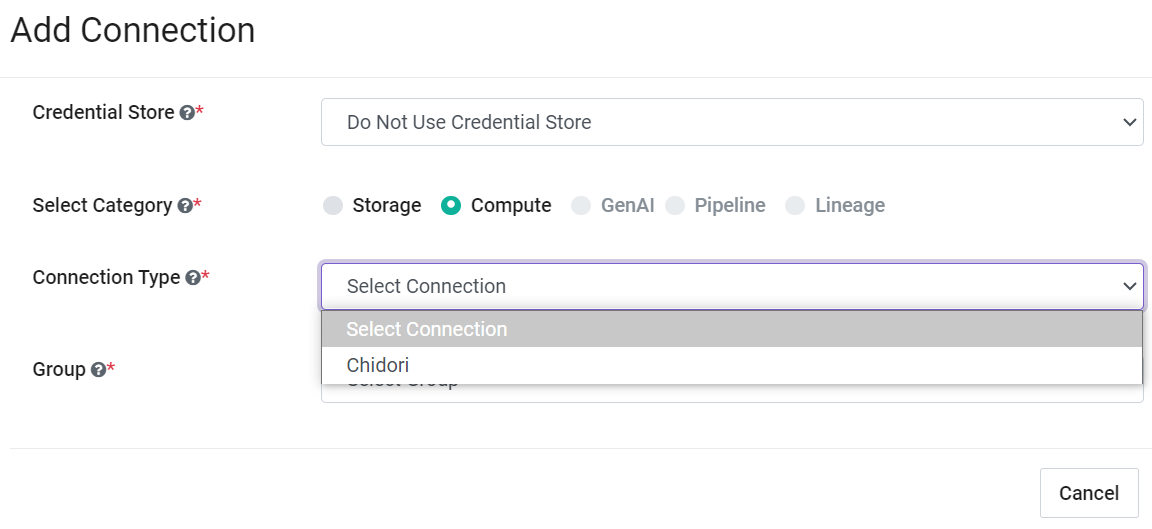 Add Connection
Credential Store ?*
Do Not Use Credential Store
Select Category ?*
Storage Compute GenAI Pipeline Lineage
Connection Type ?*
Select Connection
Select Connection
Chidori
Group ?*
Select Group
Cancel